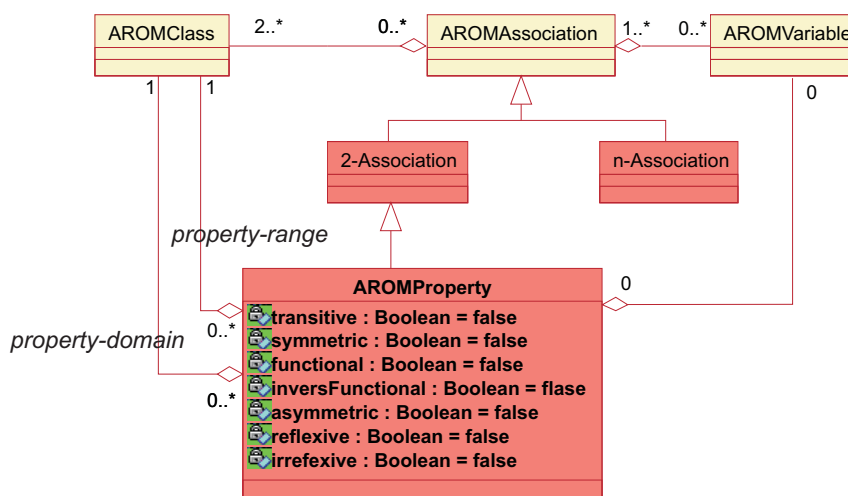 AROMClass
2..*
0..*
AROMAssociation
1..*
0..*
AROMVariable
1
1
0
2-Association
n-Association
property-range
AROMProperty
0
transitive : Boolean = false
0..*
symmetric : Boolean = false
property-domain
functional : Boolean = false
inversFunctional : Boolean = flase
0..*
asymmetric : Boolean = false
reflexive : Boolean = false
irrefexive : Boolean = false